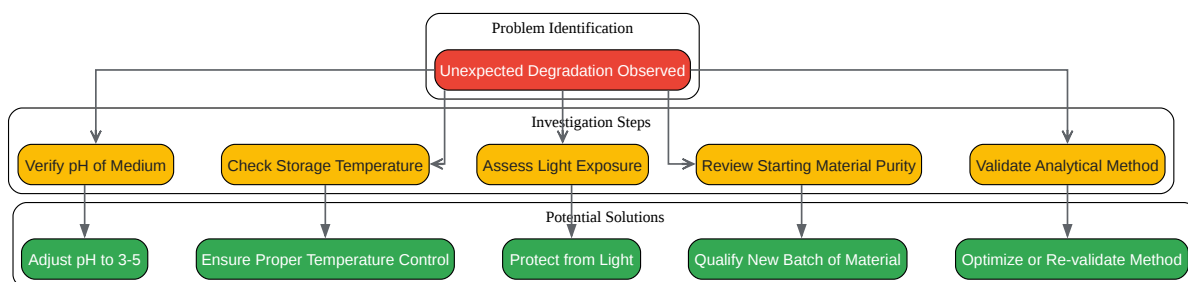 Problem Identification
Unexpected Degradation Observed
Investigation Steps
Verify pH of Medium
Check Storage Temperature
Assess Light Exposure
Review Starting Material Purity
Validate Analytical Method
Potential Solutions
Adjust pH to 3-5
Ensure Proper Temperature Control
Protect from Light
Qualify New Batch of Material
Optimize or Re-validate Method